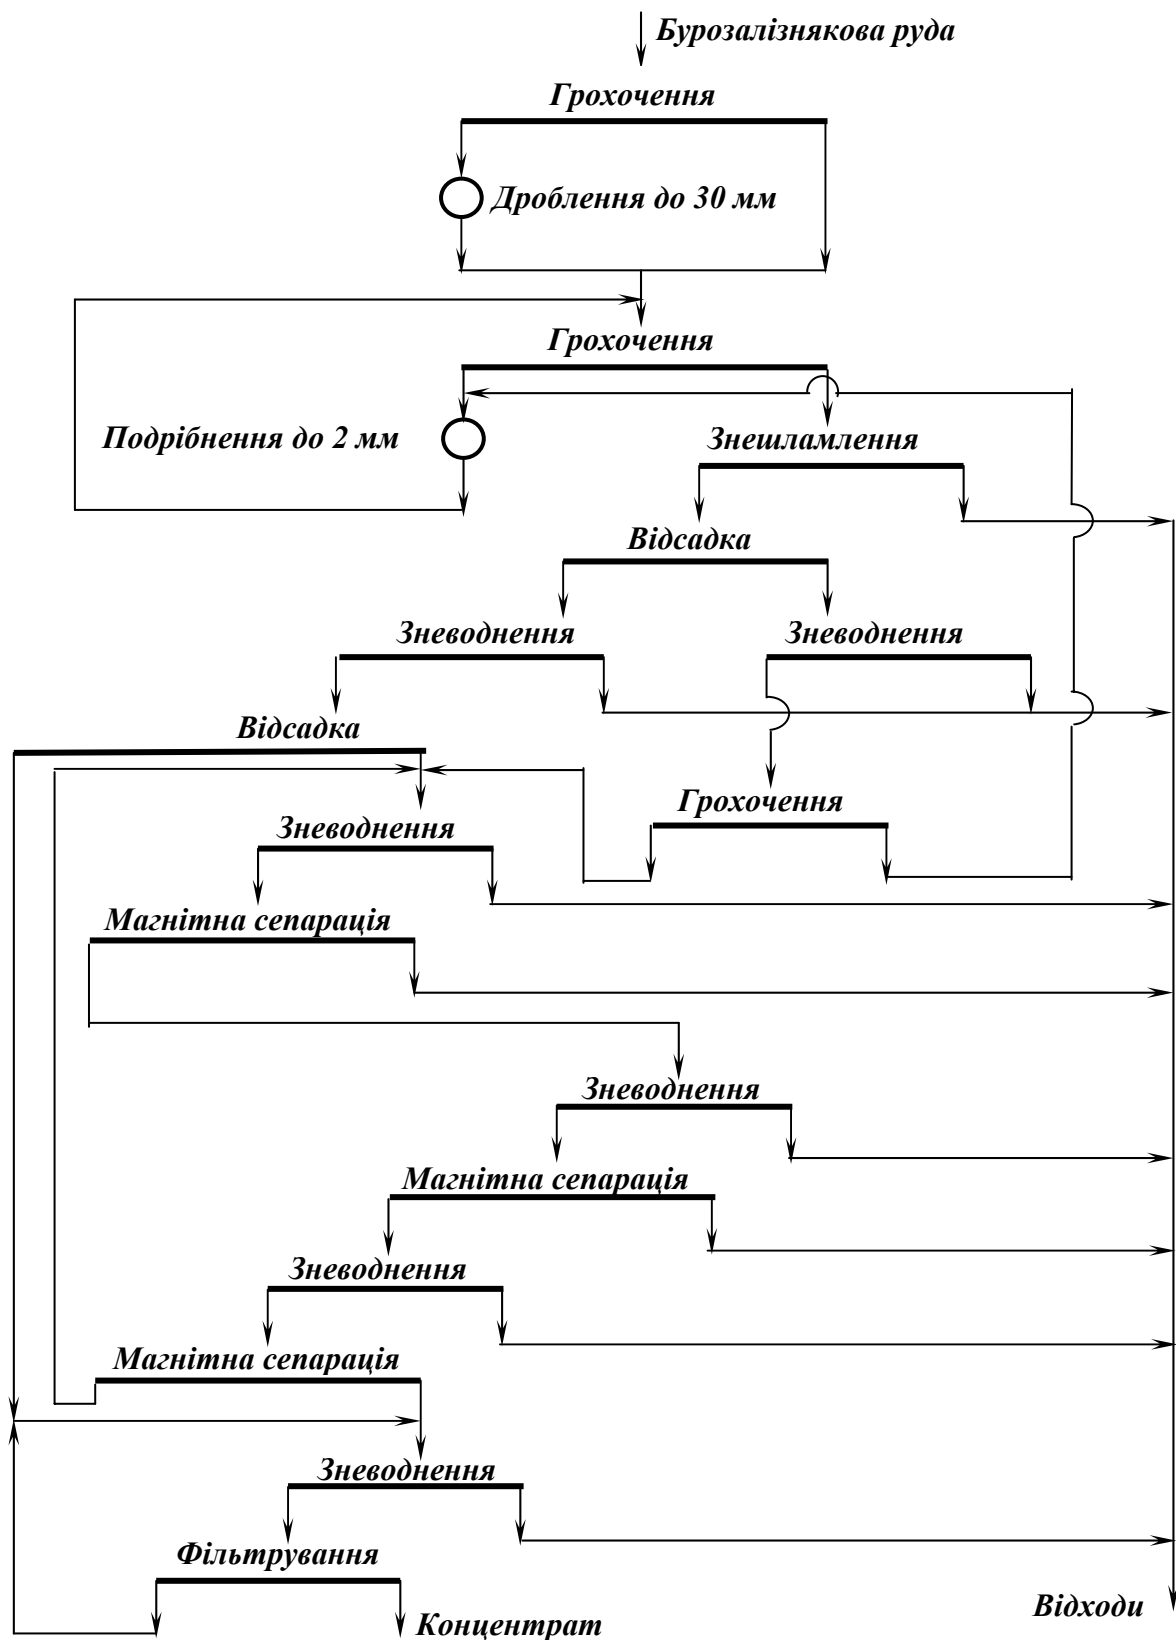 Бурозалізнякова руда
Грохочення
Дроблення до 30 мм
Грохочення
Подрібнення до 2 мм
Знешламлення
Відсадка
Зневоднення
Зневоднення
Відсадка
Грохочення
Зневоднення
Магнітна сепарація
Зневоднення
Магнітна сепарація
Зневоднення
Магнітна сепарація
Зневоднення
Фільтрування
Відходи
Концентрат